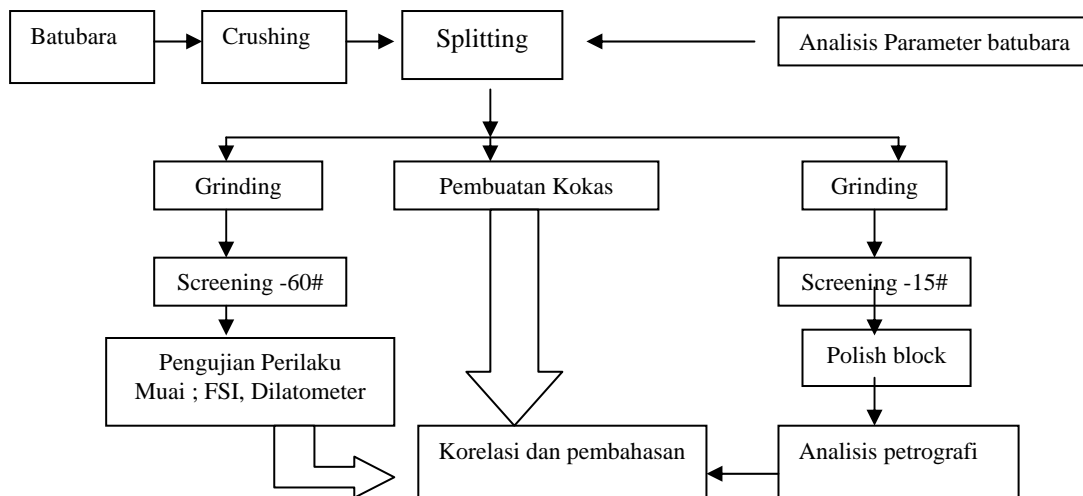 Batubara
Crushing
Splitting
Analisis Parameter batubara
Grinding
Pembuatan Kokas
Grinding
Screening -60#
Screening -15#
Pengujian Perilaku
Muai ; FSI, Dilatometer
Polish block
Korelasi dan pembahasan
Analisis petrografi